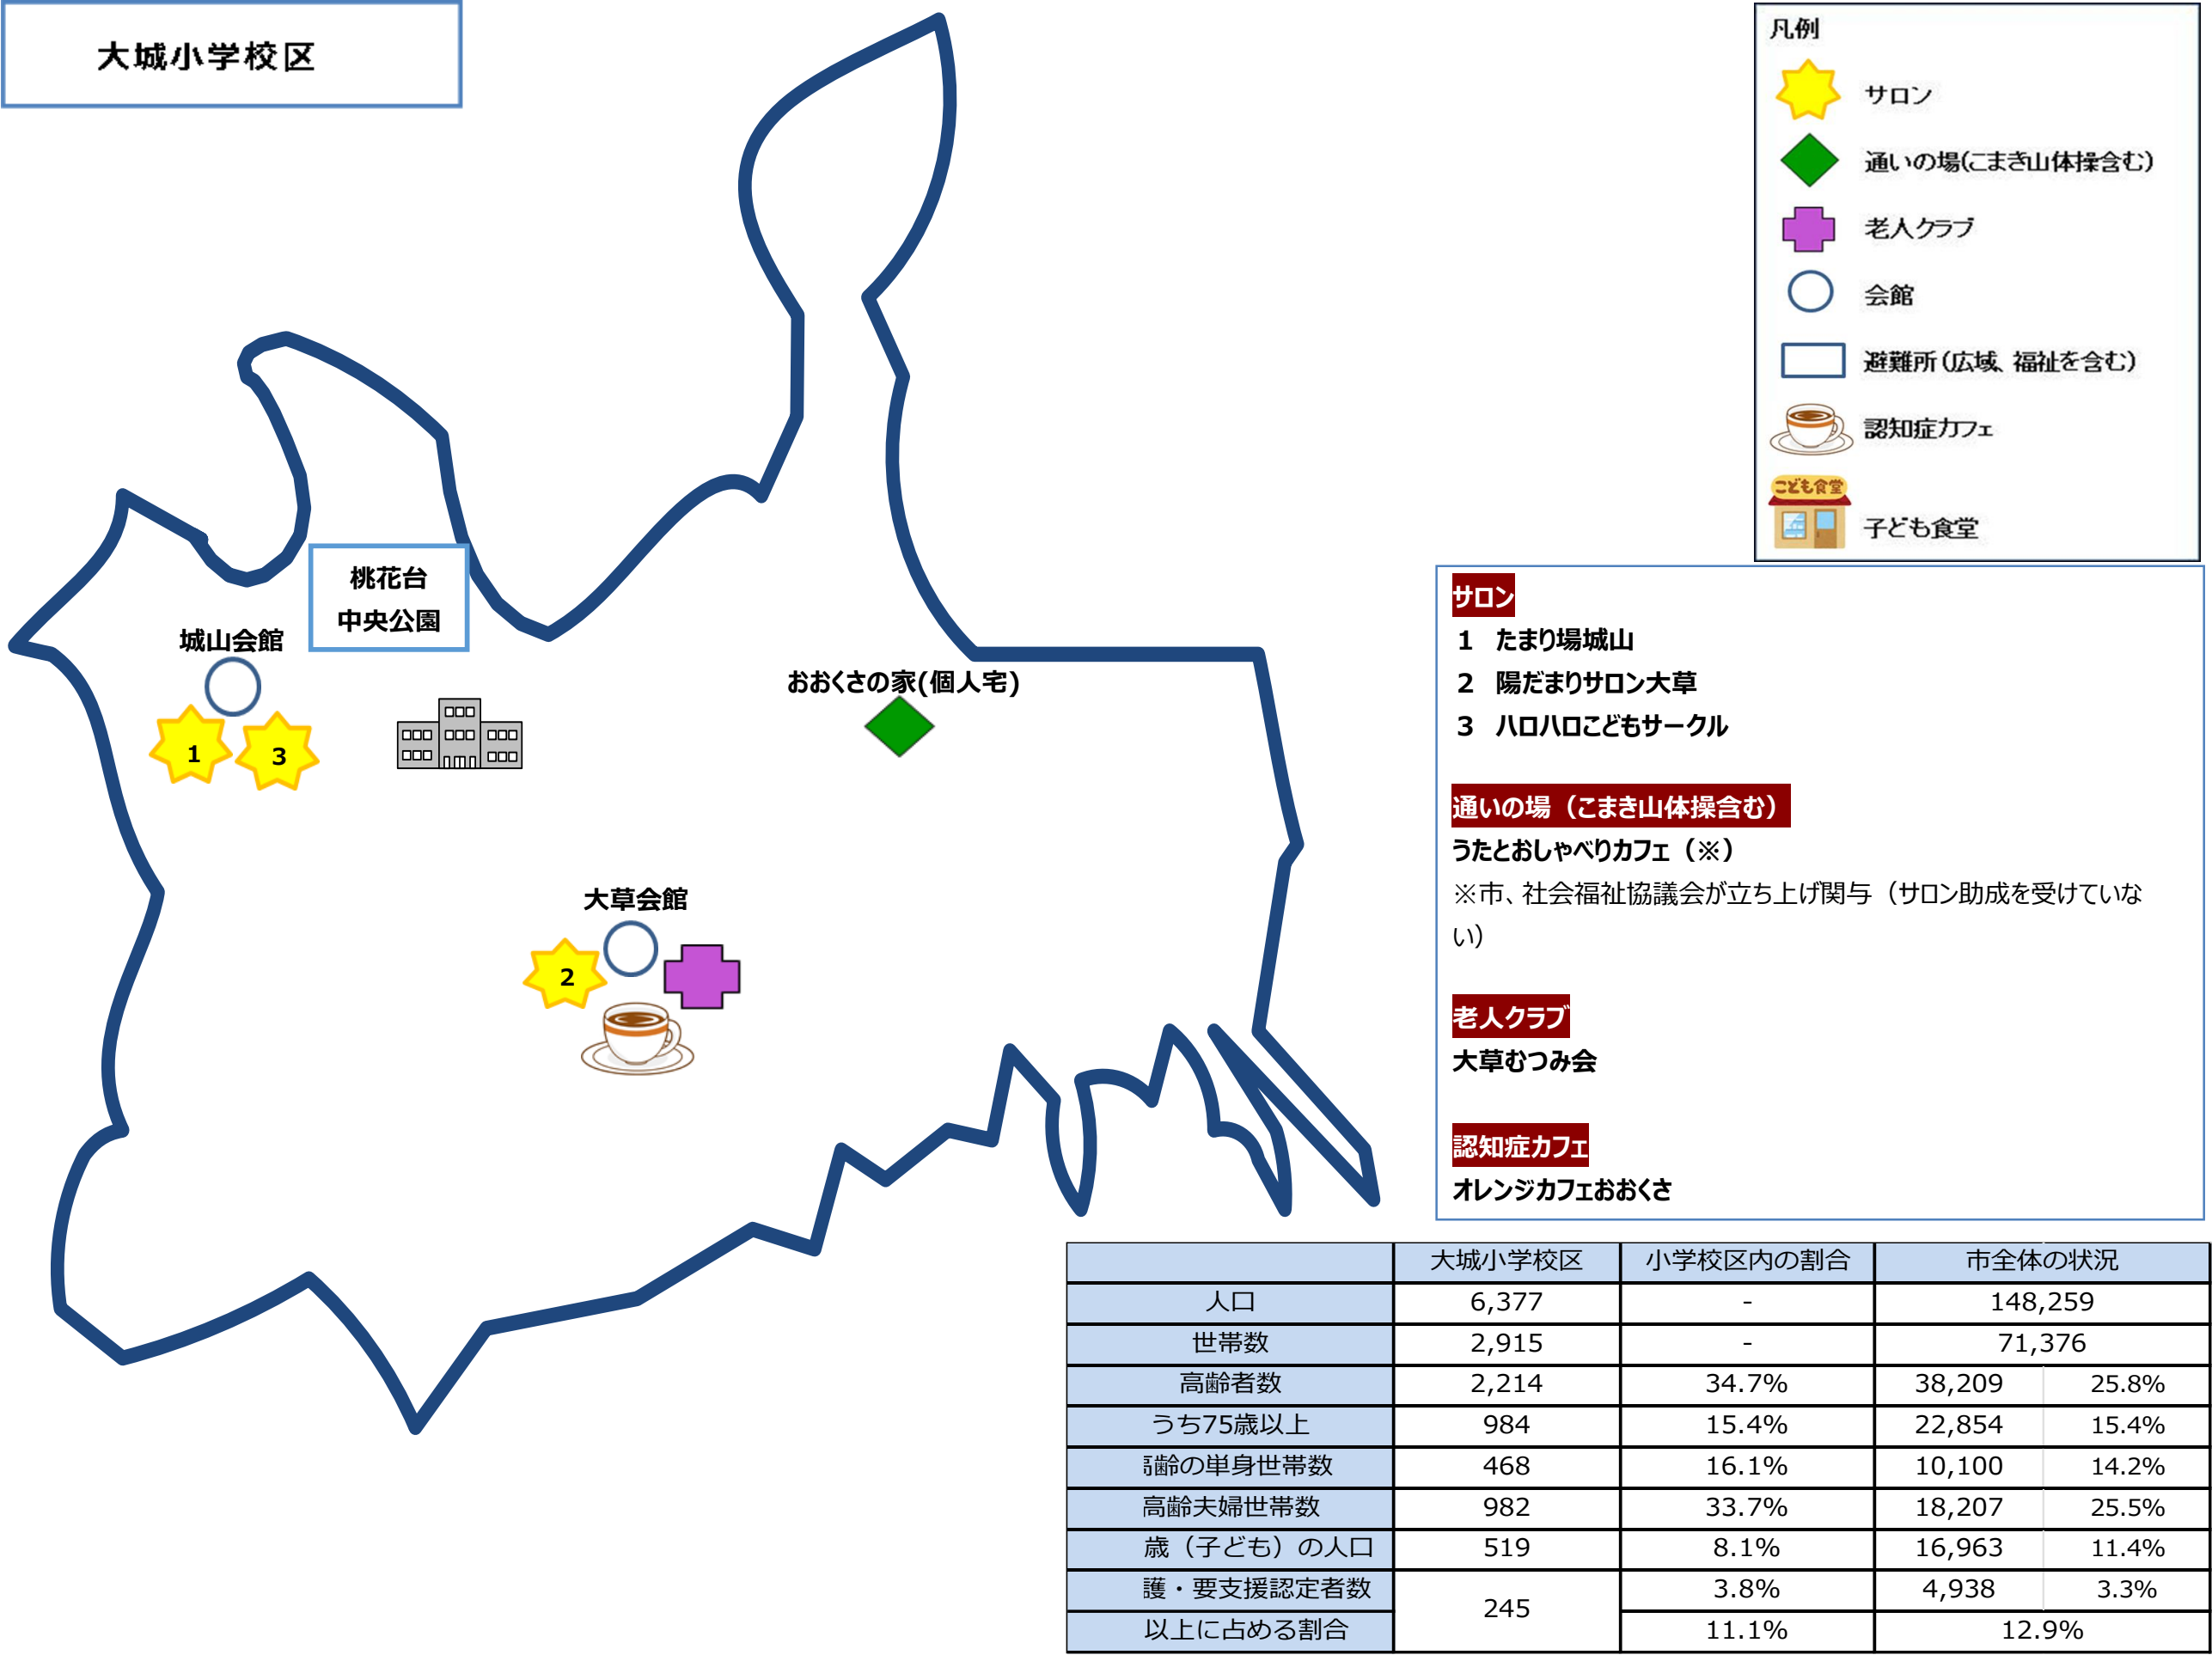 大城小学校区
凡例
サロン
通いの場(こまき山体操含む)
老人クラブ
会館
避難所(広域、福祉を含む)
認知症カフェ
こども食堂
子ども食堂
桃花台
中央公園
城山会館
1
3
おおくさの家(個人宅)
大草会館
2
サロン
1 たまり場城山
2 陽だまりサロン大草
3 ハロハロこどもサークル
通いの場（こまき山体操含む）
うたとおしゃべりカフェ（※）
※市、社会福祉協議会が立ち上げ関与（サロン助成を受けていな
い）
老人クラブ
大草むつみ会
認知症カフェ
オレンジカフェおおくさ
大城小学校区 小学校区内の割合 市全体の状況
人口 6,377 - 148,259
世帯数 2,915 - 71,376
高齢者数 2,214 34.7% 38,209 25.8%
うち75歳以上 984 15.4% 22,854 15.4%
齢の単身世帯数 468 16.1% 10,100 14.2%
高齢夫婦世帯数 982 33.7% 18,207 25.5%
歳（子ども）の人口 519 8.1% 16,963 11.4%
護・要支援認定者数 245 3.8% 4,938 3.3%
以上に占める割合 11.1% 12.9%